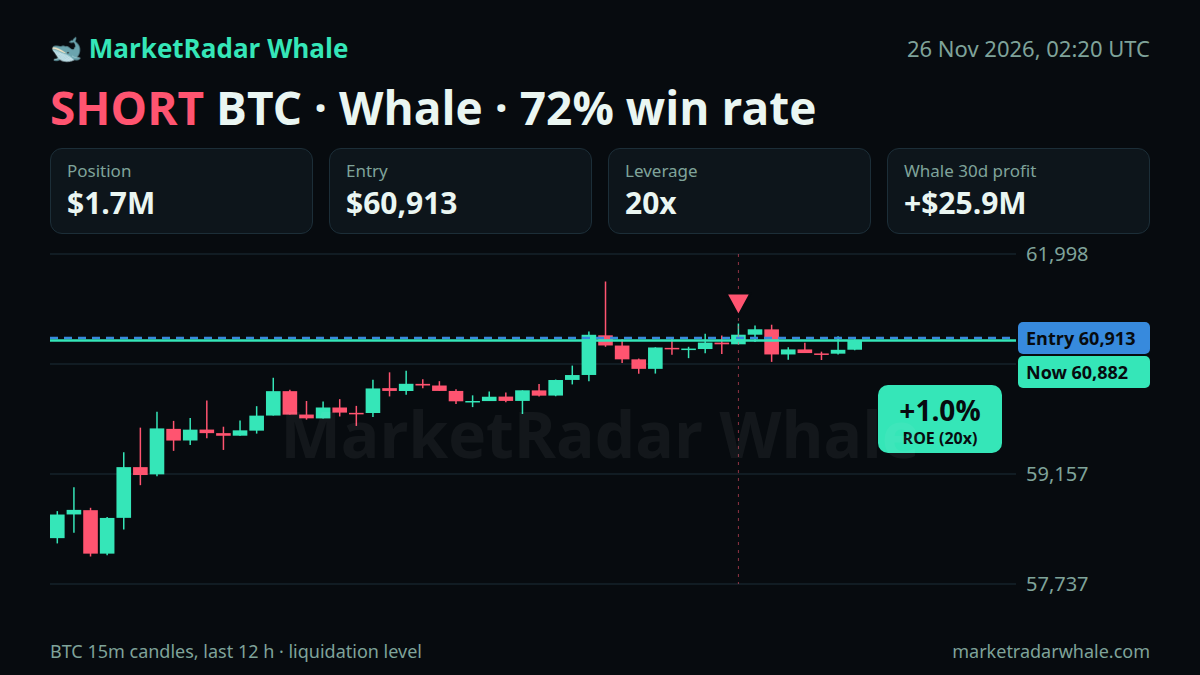 🐋 MarketRadar Whale
26 Nov 2026, 02:20 UTC
SHORT BTC · Whale · 72% win rate
Position
$1.7M
Entry
$60,913
Leverage
20x
Whale 30d profit
+$25.9M
61,998
Entry 60,913
Now 60,882
+1.0%
ROE (20x)
MarketRadar Whale
59,157
57,737
BTC 15m candles, last 12 h · liquidation level
marketradarwhale.com